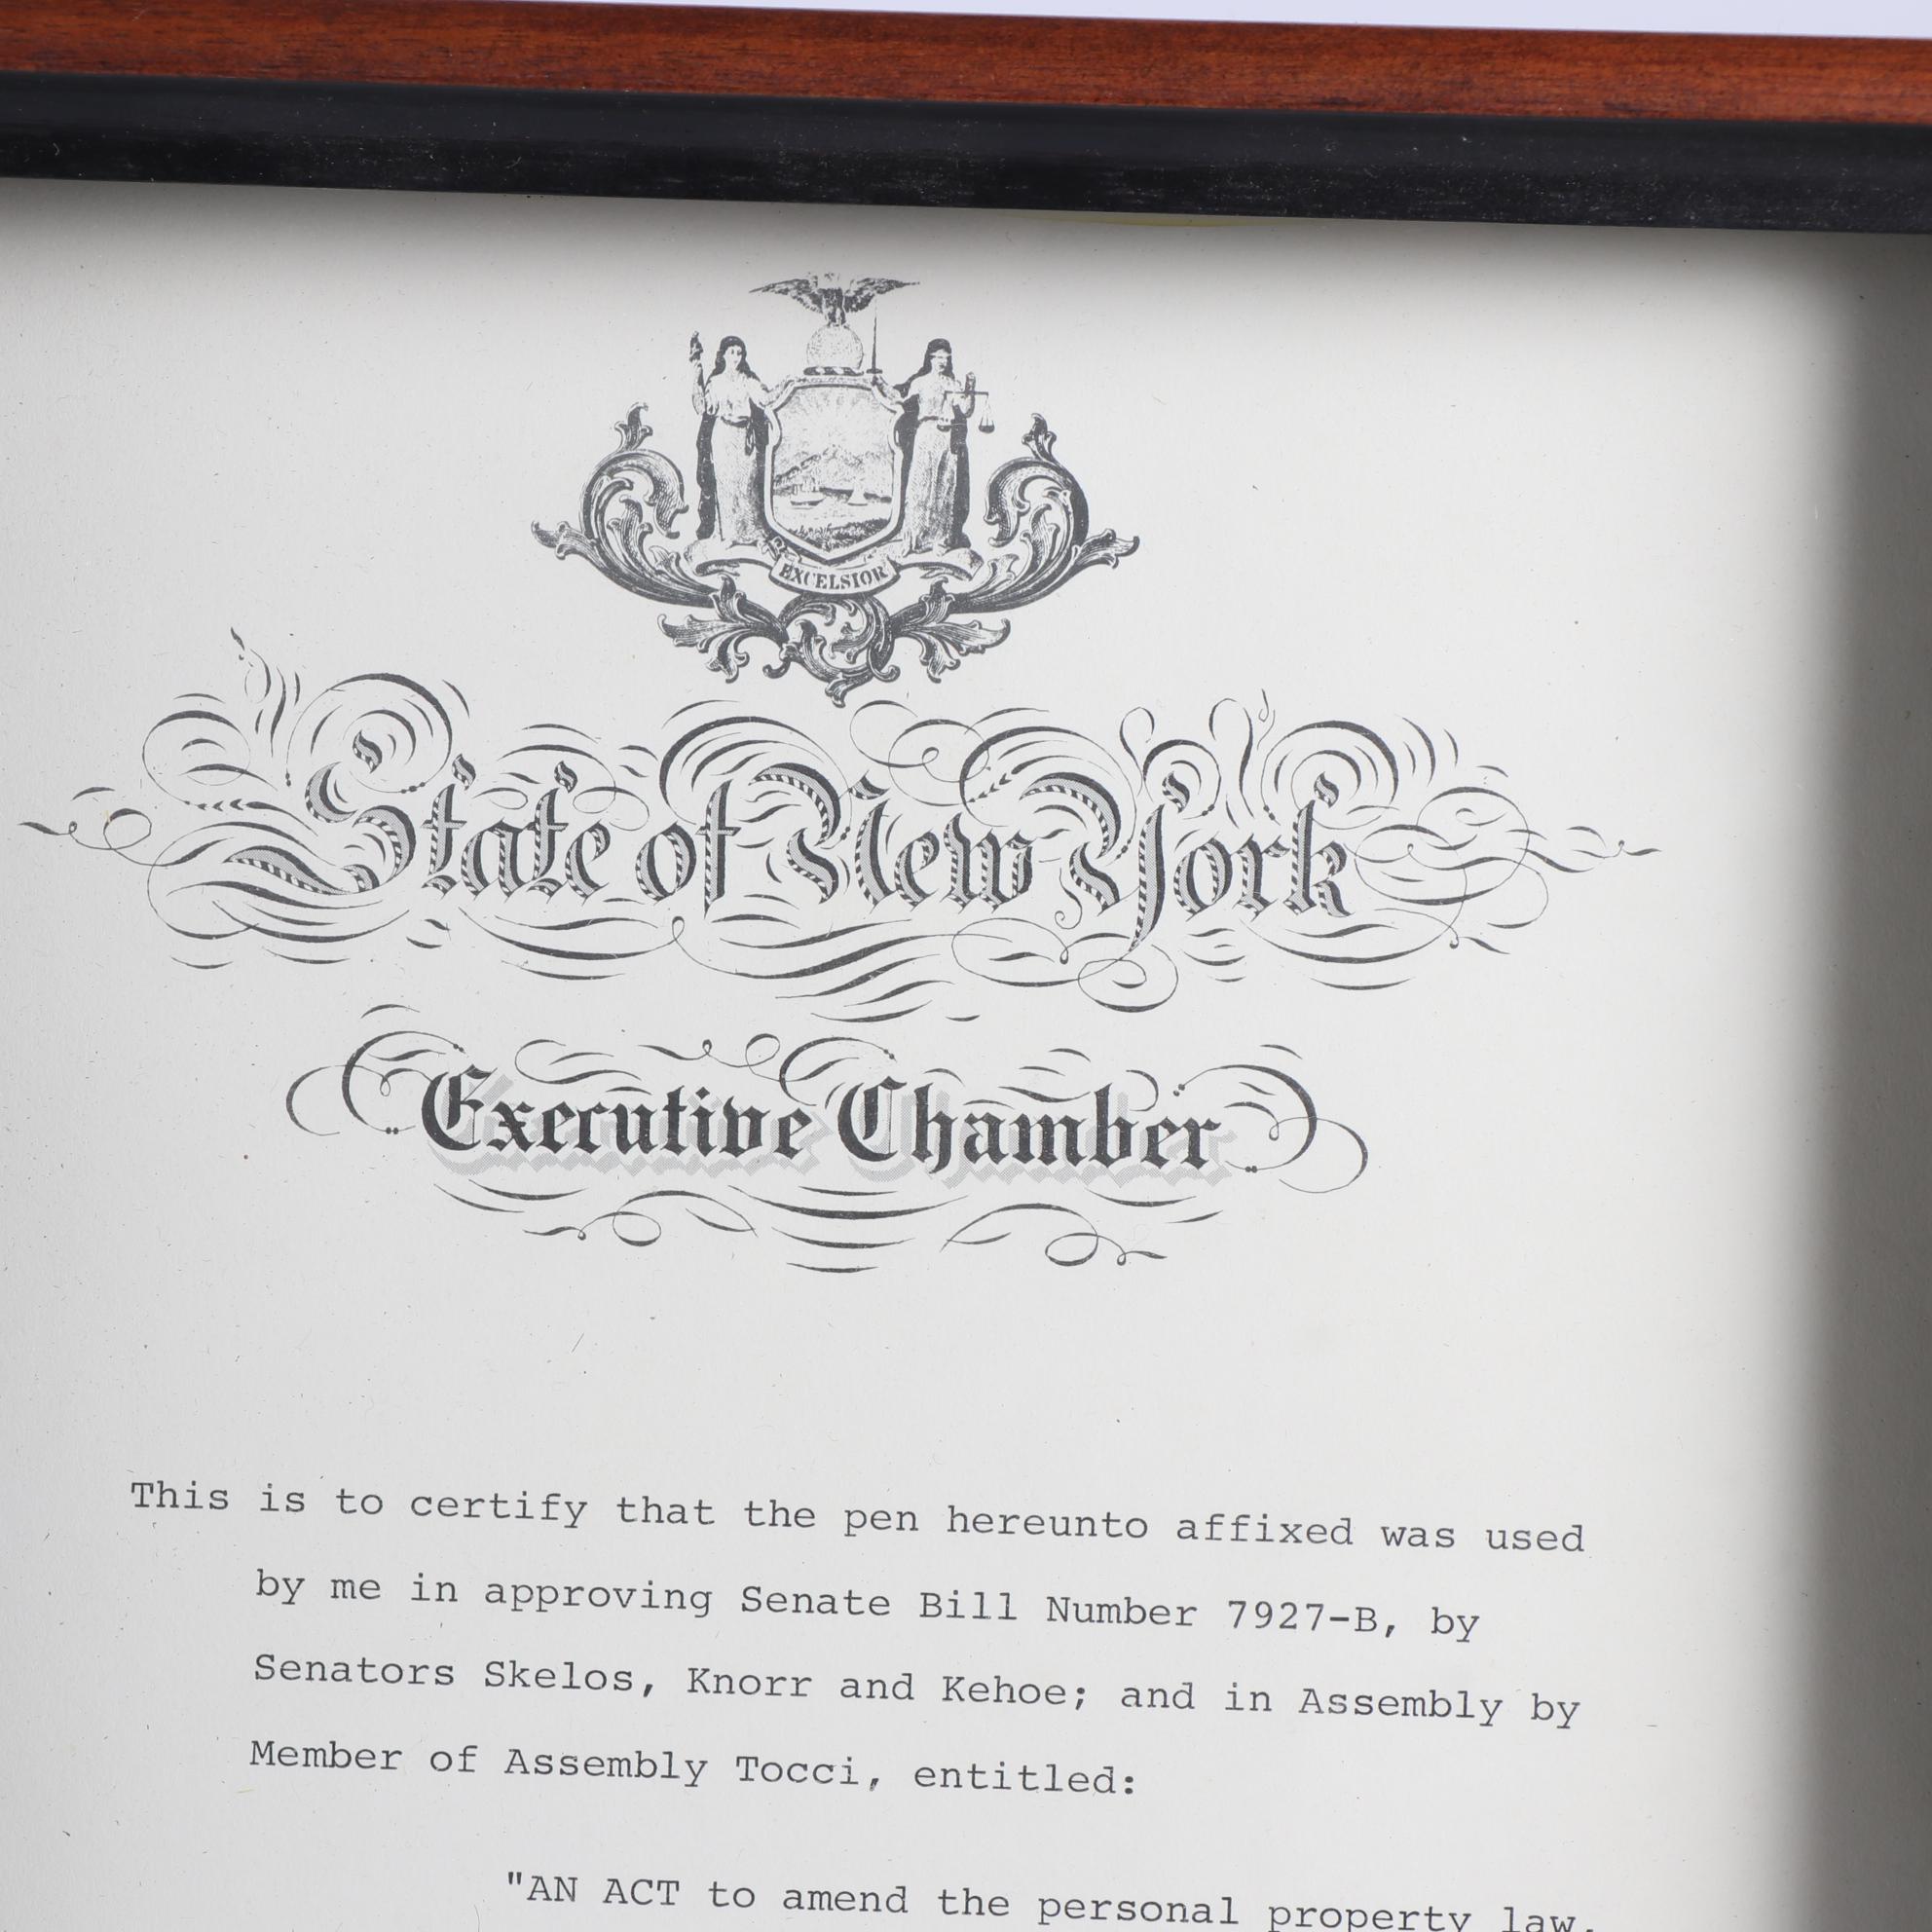 EXCELSIOR
State of New York
Executive Chamber
This is to certify that the pen hereunto affixed was used
by me in approving Senate Bill Number 7927-B, by
Senators Skelos, Knorr and Kehoe; and in Assembly by
Member of Assembly Tocci, entitled:
"AN ACT to amend the personal property law,